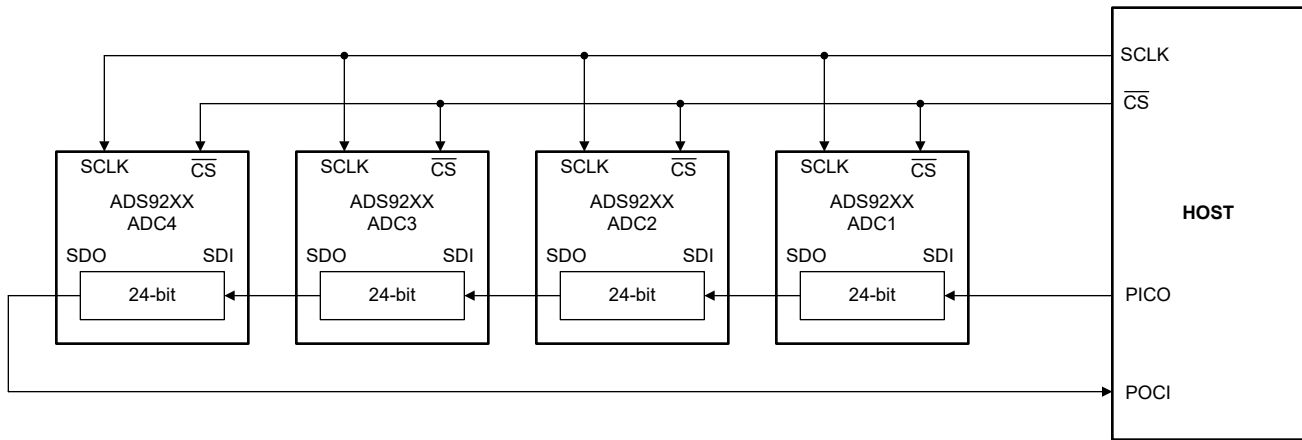 SCLK
CS
SCLK CS SCLK CS SCLK CS SCLK CS
ADS92XX ADS92XX ADS92XX ADS92XX
ADC4 ADC3 ADC2 ADC1
HOST
SDO SDI SDO SDI SDO SDI SDO SDI
24-bit 24-bit 24-bit 24-bit PICO
POCI